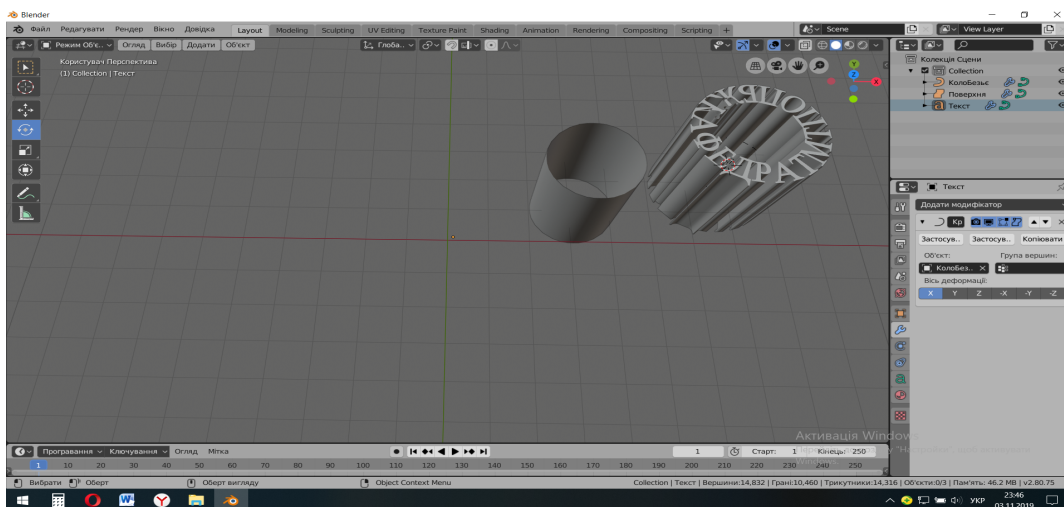 Blender
Файл Редагувати Рендер Вікно Довідка Layout Modeling Sculpting UV Editing Texture Paint Shading Animation Rendering Compositing Scripting + Scene View Layer
Режим Об'є.. Огляд Вибір Додати Об'єкт Глоба..
Користувач Перспектива
(1) Collection | Текст
Y
Z
X
Колекція Сцени
Collection
КолоБезьє
Поверхня
Текст
Текст
Додати модифікатор
Кр
Застосув.. Застосув.. Копіювати
Об'єкт: Група вершин:
КолоБез..
Вісь деформації:
X Y Z -X -Y -Z
Активація Windows
Програвання Ключування Огляд Мітка 1 Старт: 1 Кінець: 250
1 10 20 30 40 50 60 70 80 90 100 110 120 130 140 150 160 170 180 190 200 210 220 230 240 250
Вибрати Оберт Оберт вигляду Object Context Menu Collection | Текст | Вершини:14,832 | Грані:10,460 | Трикутники:14,316 | Об'єкти:0/3 | Пам'ять: 46.2 MB | v2.80.75
УКР 23:46
03.11.2019